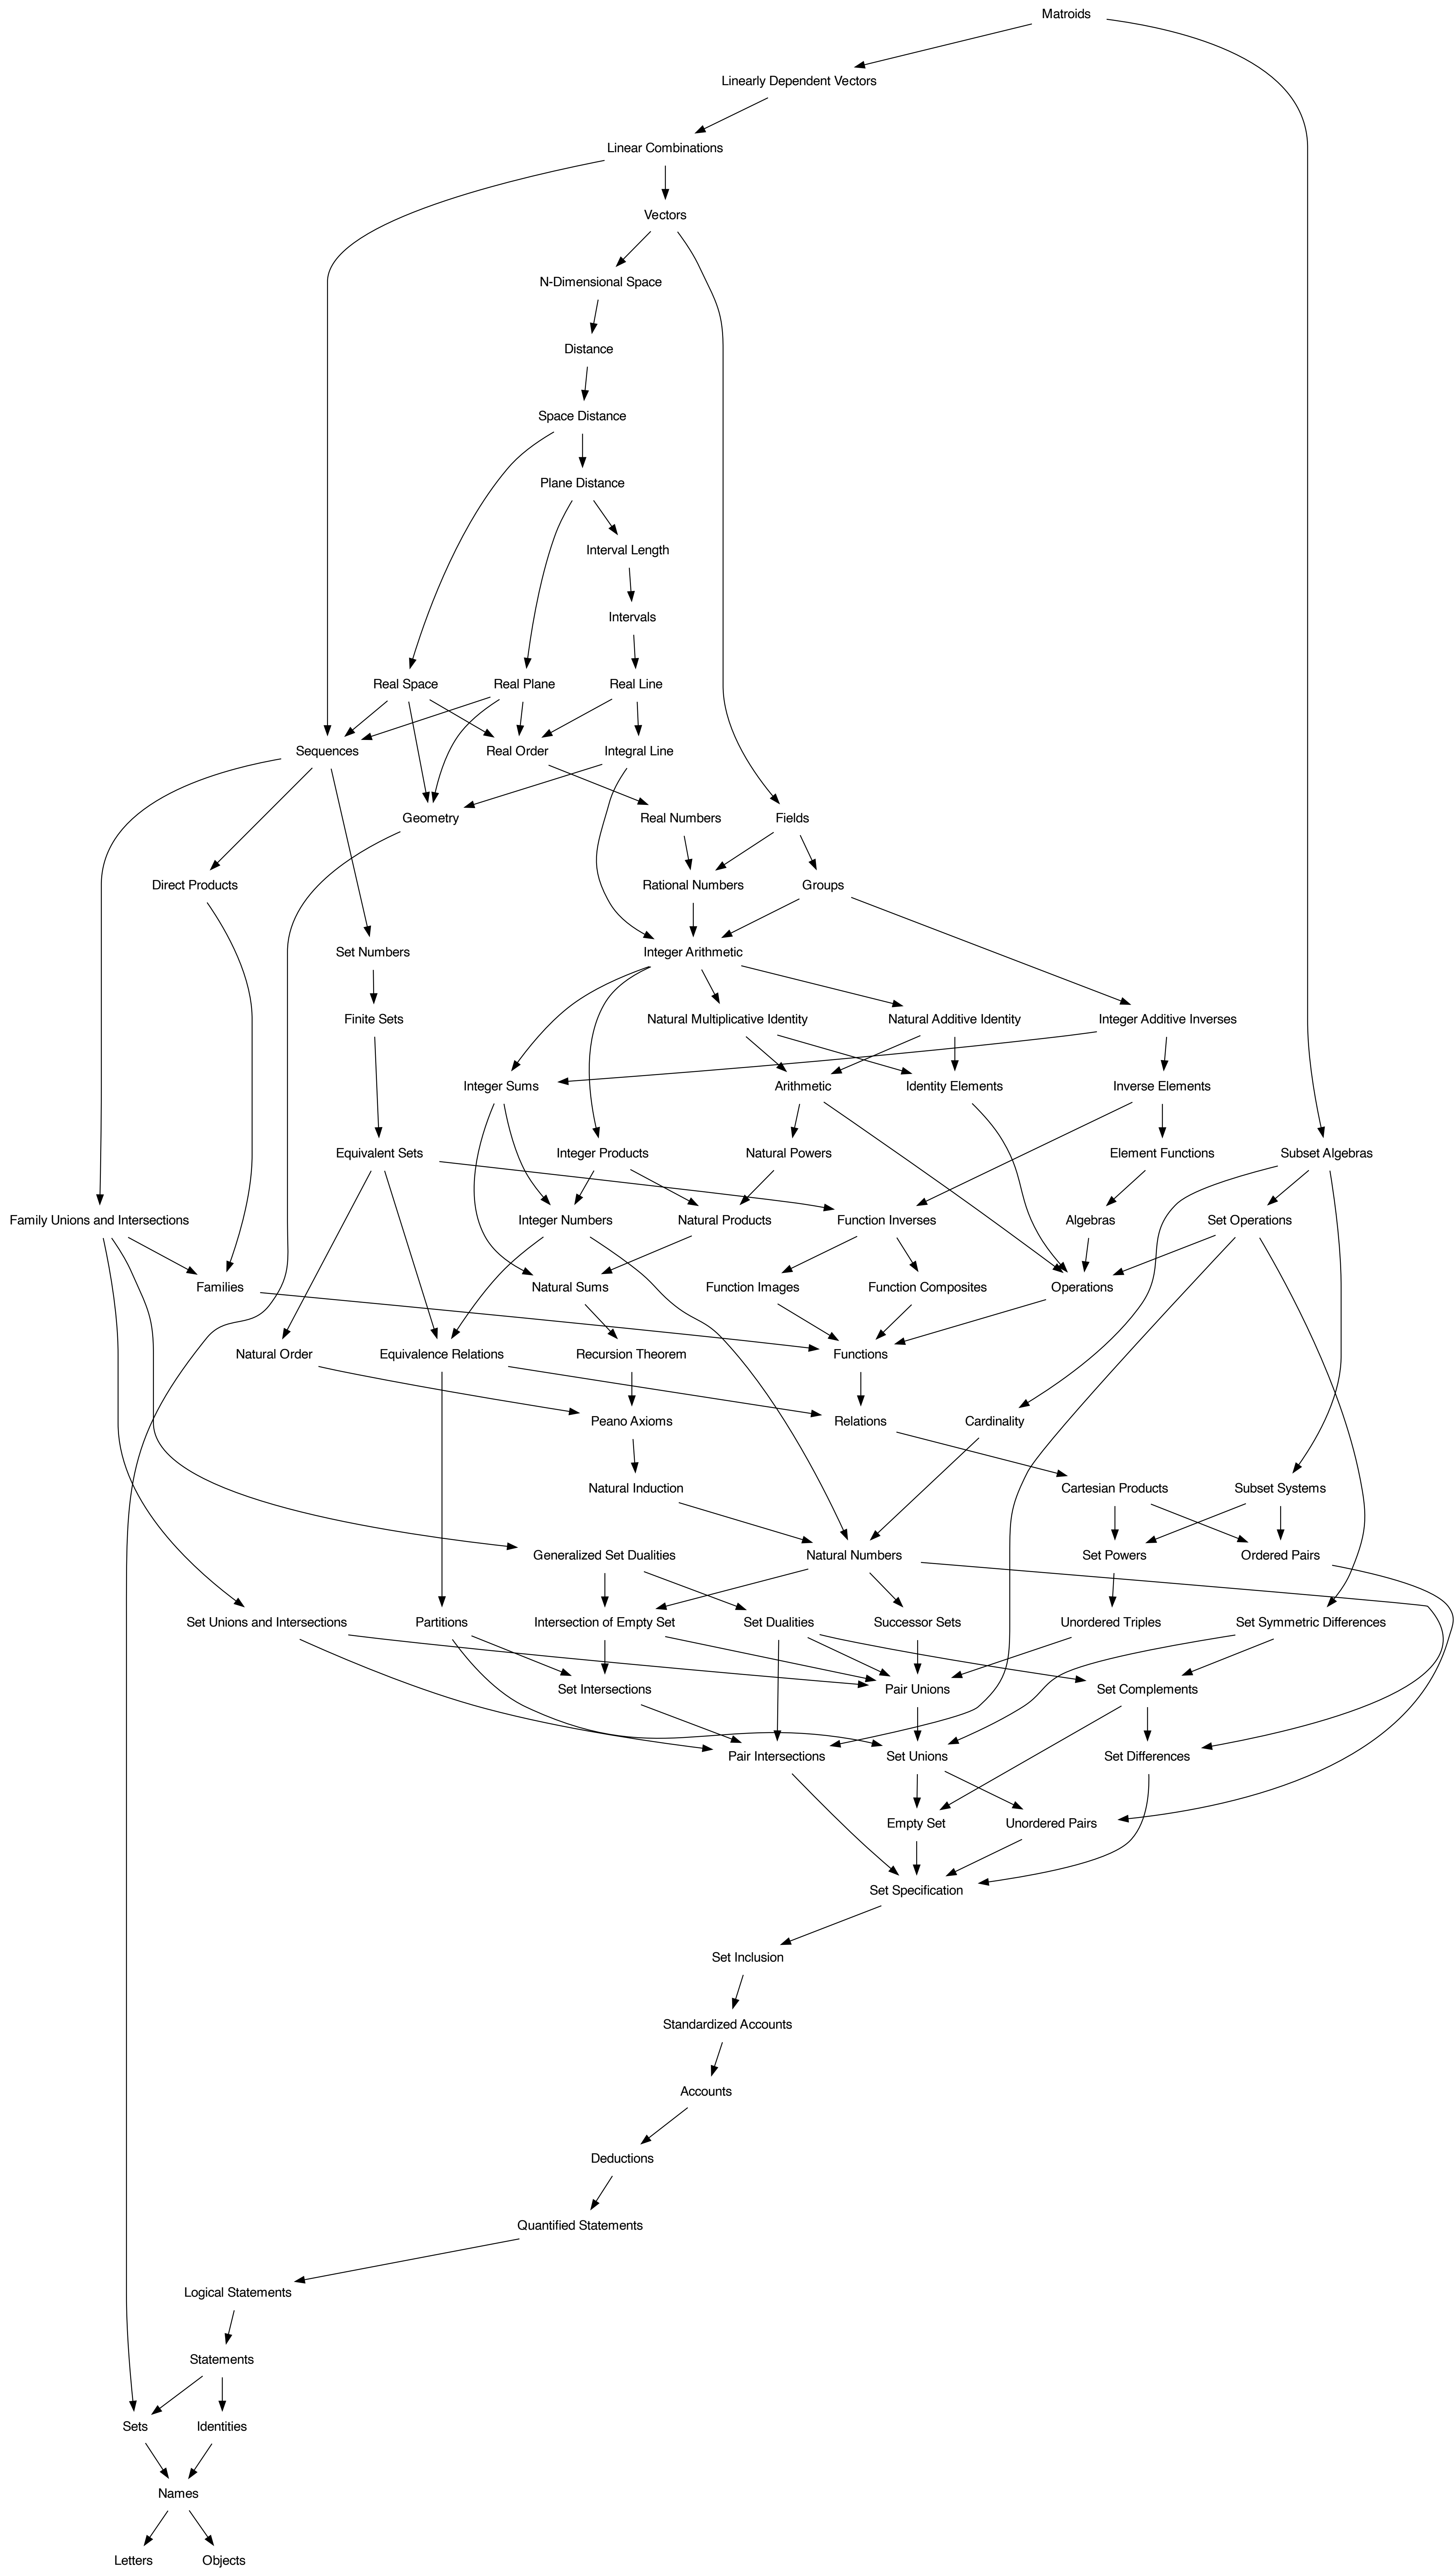 Matroids
Linearly Dependent Vectors
Linear Combinations
Vectors
N-Dimensional Space
Distance
Space Distance
Plane Distance
Interval Length
Intervals
Real Space
Real Plane
Real Line
Sequences
Real Order
Integral Line
Geometry
Real Numbers
Fields
Direct Products
Rational Numbers
Groups
Set Numbers
Integer Arithmetic
Finite Sets
Natural Multiplicative Identity
Natural Additive Identity
Integer Additive Inverses
Integer Sums
Arithmetic
Identity Elements
Inverse Elements
Equivalent Sets
Integer Products
Natural Powers
Element Functions
Subset Algebras
Family Unions and Intersections
Integer Numbers
Natural Products
Function Inverses
Algebras
Set Operations
Families
Natural Sums
Function Images
Function Composites
Operations
Natural Order
Equivalence Relations
Recursion Theorem
Functions
Peano Axioms
Relations
Cardinality
Natural Induction
Cartesian Products
Subset Systems
Generalized Set Dualities
Natural Numbers
Set Powers
Ordered Pairs
Set Unions and Intersections
Partitions
Intersection of Empty Set
Set Dualities
Successor Sets
Unordered Triples
Set Symmetric Differences
Set Intersections
Pair Unions
Set Complements
Pair Intersections
Set Unions
Set Differences
Empty Set
Unordered Pairs
Set Specification
Set Inclusion
Standardized Accounts
Accounts
Deductions
Quantified Statements
Logical Statements
Statements
Sets
Identities
Names
Letters
Objects